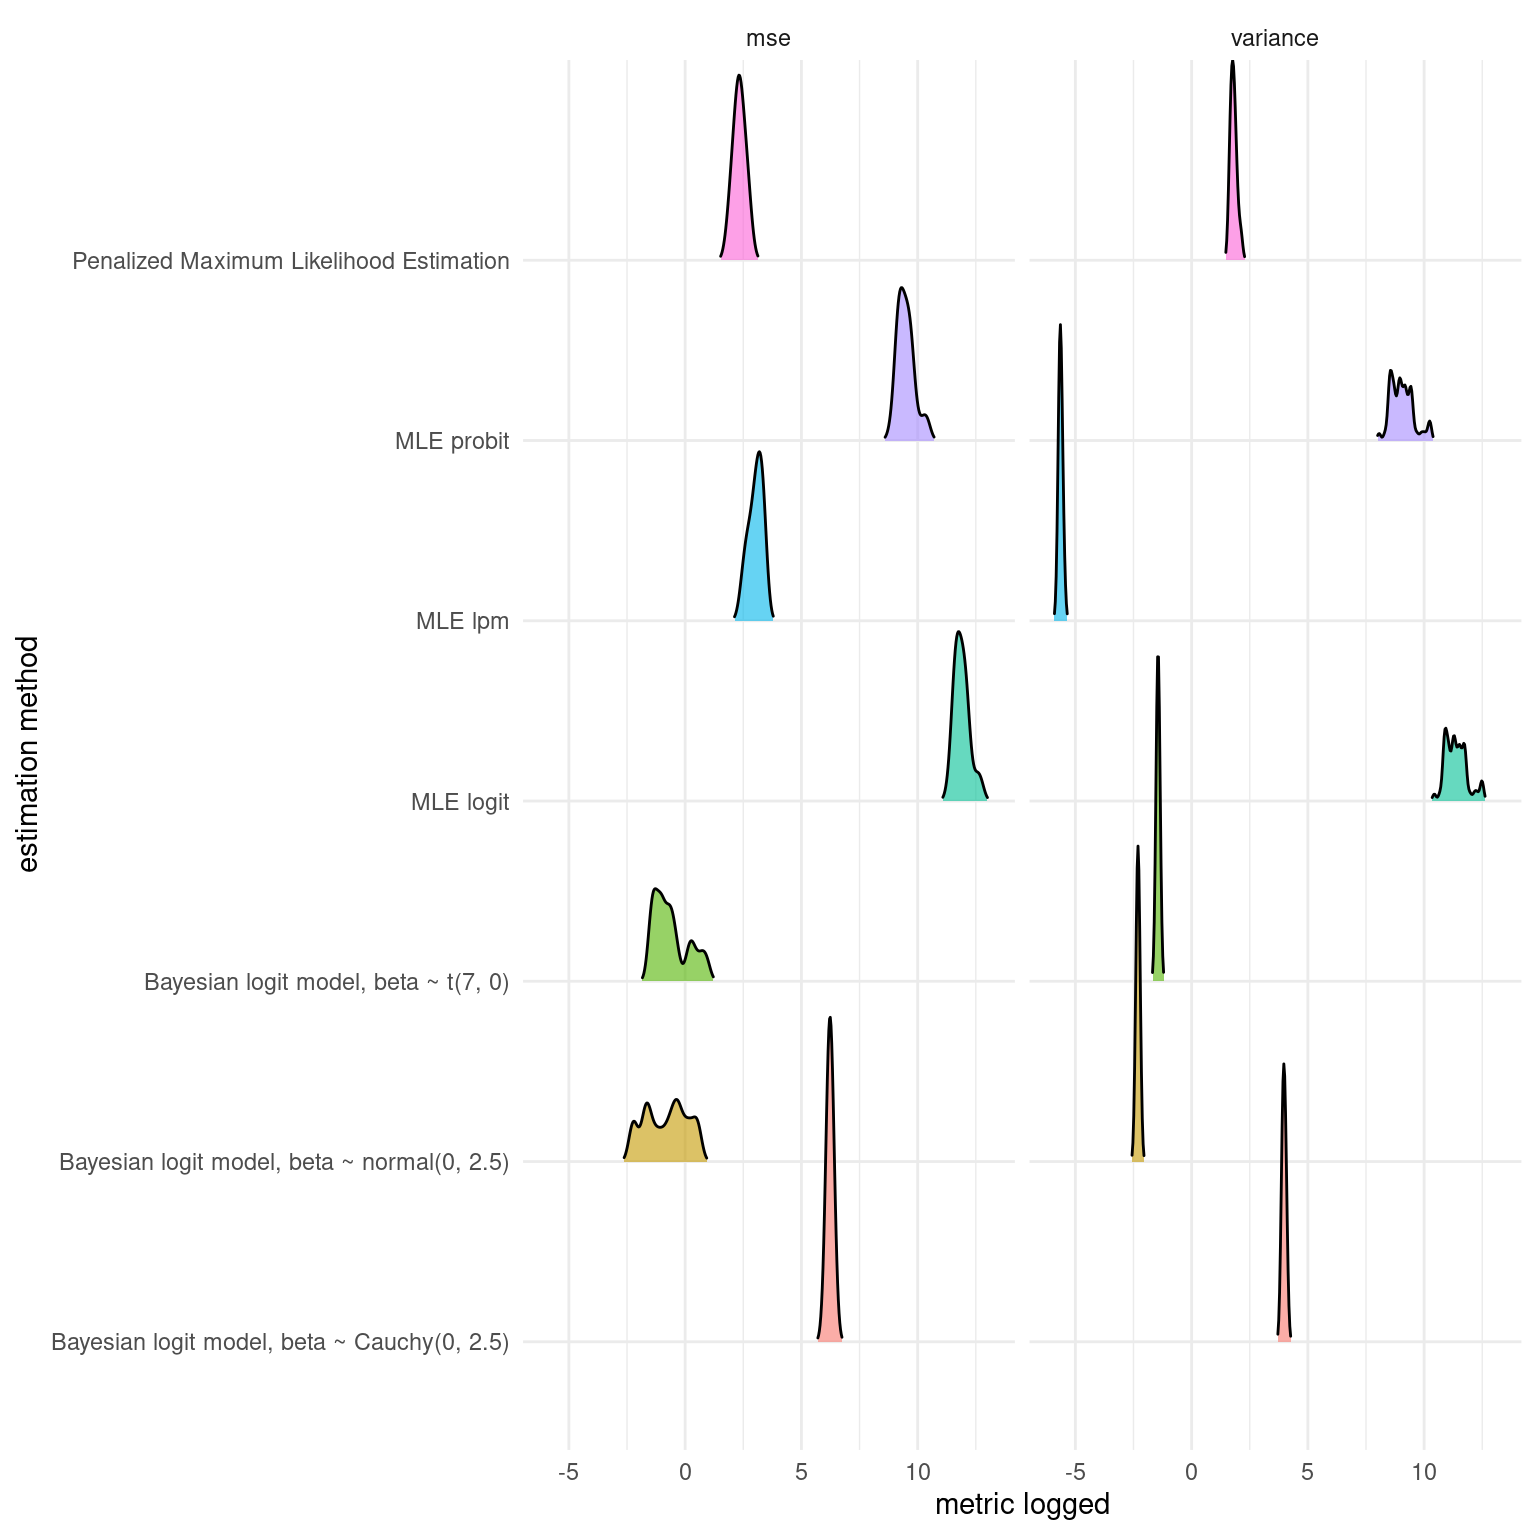 mse
variance
Penalized Maximum Likelihood Estimation
MLE probit
MLE lpm
MLE logit
Bayesian logit model, beta ~ t(7, 0)
Bayesian logit model, beta ~ normal(0, 2.5)
Bayesian logit model, beta ~ Cauchy(0, 2.5)
estimation method
-5 0 5 10 -5 0 5 10
metric logged